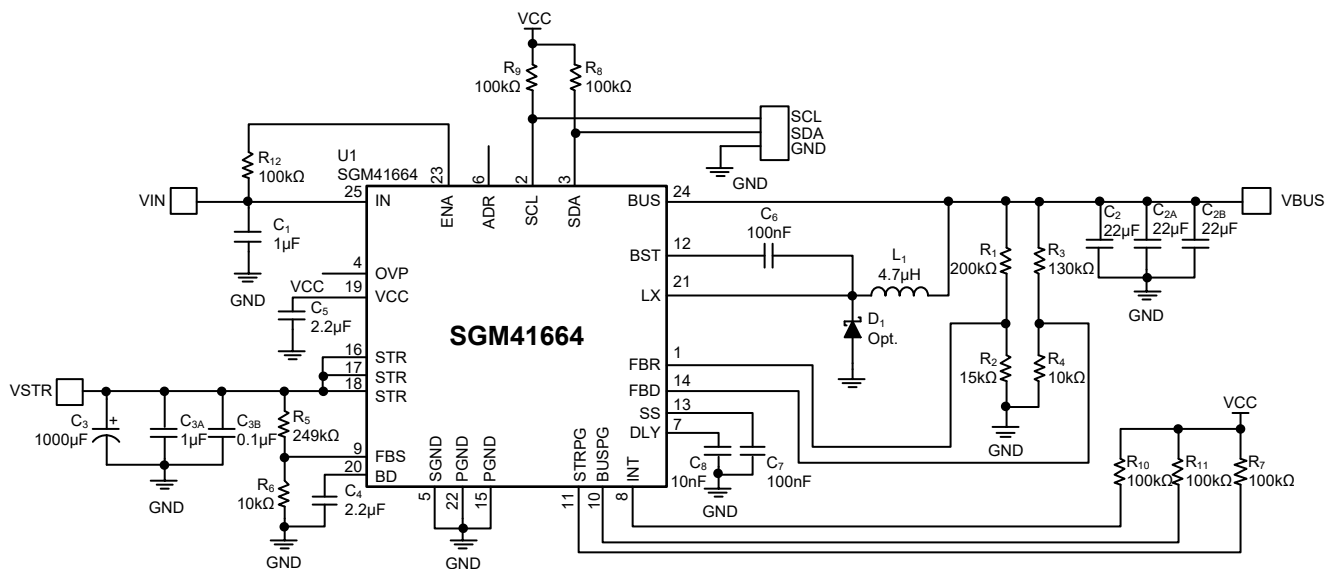 VCC
R9
100kΩ
R8
100kΩ
SCL
SDA
GND
GND
R12
100kΩ
U1
SGM41664
23
6
2
3
VIN
25
IN
ENA
ADR
SCL
SDA
BUS
24
VBUS
C1
1μF
GND
C6
100nF
BST
12
R1
200kΩ
R3
130kΩ
C2
22μF
C2A
22μF
C2B
22μF
GND
4
OVP
VCC
19
VCC
C5
2.2μF
LX
21
L1
4.7μH
SGM41664
D1
Opt.
16
STR
17
STR
18
STR
VSTR
FBR
1
FBD
14
SS
13
DLY
7
R2
15kΩ
R4
10kΩ
GND
C3
+
1000μF
C3A
1μF
C3B
0.1μF
R5
249kΩ
GND
9
FBS
20
BD
R6
10kΩ
C4
2.2μF
GND
SGND
PGND
PGND
5
22
15
GND
STRPG
BUSPG
INT
11
10
8
C8
10nF
C7
100nF
GND
VCC
R10
100kΩ
R11
100kΩ
R7
100kΩ